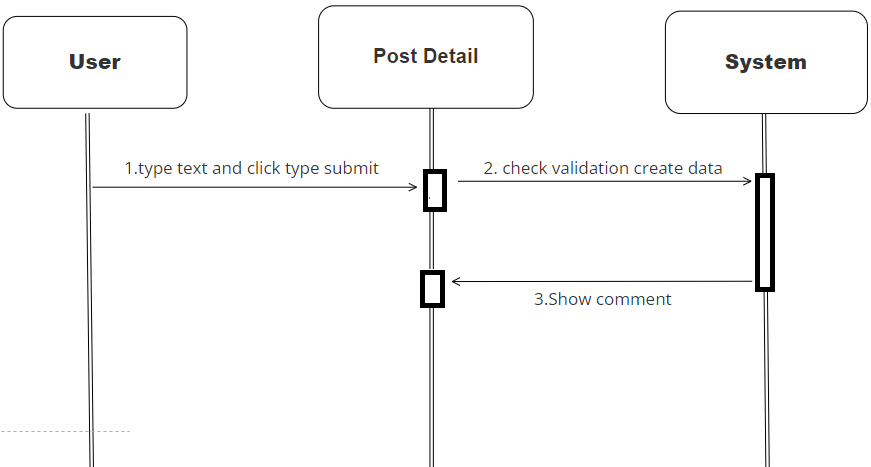 User
Post Detail
System
1.type text and click type submit
2. check validation create data
3.Show comment